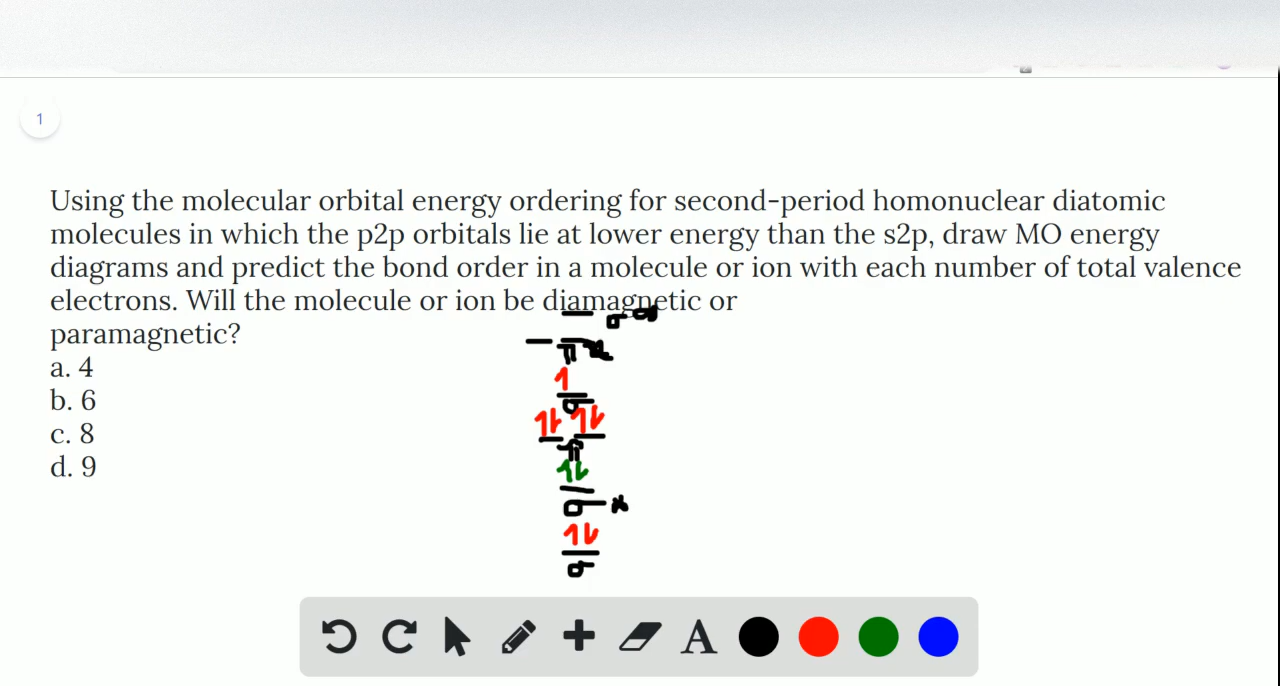 1
Using the molecular orbital energy ordering for second-period homonuclear diatomic
molecules in which the p2p orbitals lie at lower energy than the s2p, draw MO energy
diagrams and predict the bond order in a molecule or ion with each number of total valence
electrons. Will the molecule or ion be diamagnetic or
paramagnetic?
a. 4
b. 6
c. 8
d. 9
σ
π
σ
π
σ*
σ
A